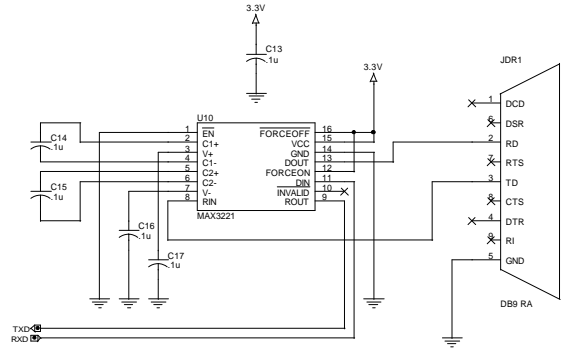 3.3V
C13
.1u
3.3V
JDR1
U10
1 EN FORCEOFF 16
2 C1+ VCC 15
3 V+ GND 14
4 C1- DOUT 13
5 C2+ FORCEON 12
6 C2- DIN 11
7 V- INVALID 10
8 RIN ROUT 9
MAX3221
C14
.1u
C15
.1u
C16
.1u
C17
.1u
1 DCD
6 DSR
2 RD
7 RTS
3 TD
8 CTS
4 DTR
9 RI
5 GND
DB9 RA
TXD
RXD